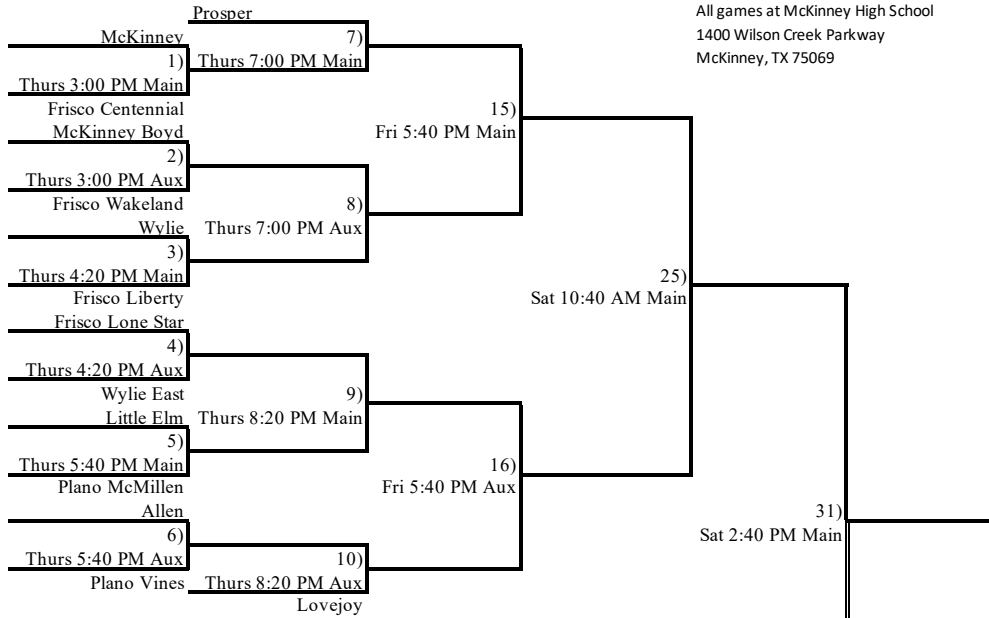 Prosper
All games at McKinney High School
1400 Wilson Creek Parkway
McKinney, TX 75069
McKinney
7)
Thurs 7:00 PM Main
1)
Thurs 3:00 PM Main
Frisco Centennial
15)
Fri 5:40 PM Main
McKinney Boyd
2)
Thurs 3:00 PM Aux
Frisco Wakeland
8)
Thurs 7:00 PM Aux
Wylie
3)
Thurs 4:20 PM Main
Frisco Liberty
25)
Sat 10:40 AM Main
Frisco Lone Star
4)
Thurs 4:20 PM Aux
Wylie East
9)
Thurs 8:20 PM Main
Little Elm
5)
Thurs 5:40 PM Main
Plano McMillen
16)
Fri 5:40 PM Aux
Allen
31)
Sat 2:40 PM Main
6)
Thurs 5:40 PM Aux
Plano Vines
10)
Thurs 8:20 PM Aux
Lovejoy